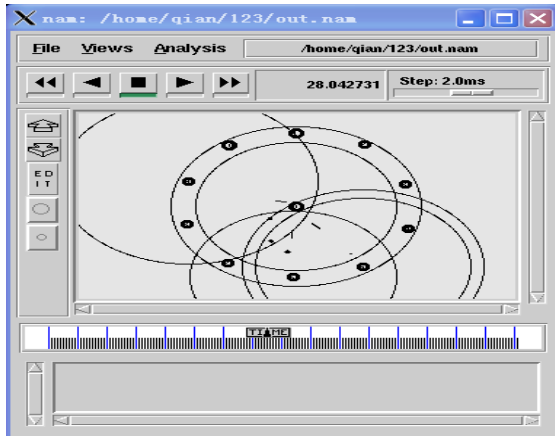 nam: /home/qian/123/out.nam
File Views Analysis /home/qian/123/out.nam
28.042731 Step: 2.0ms
ED
IT
TIME